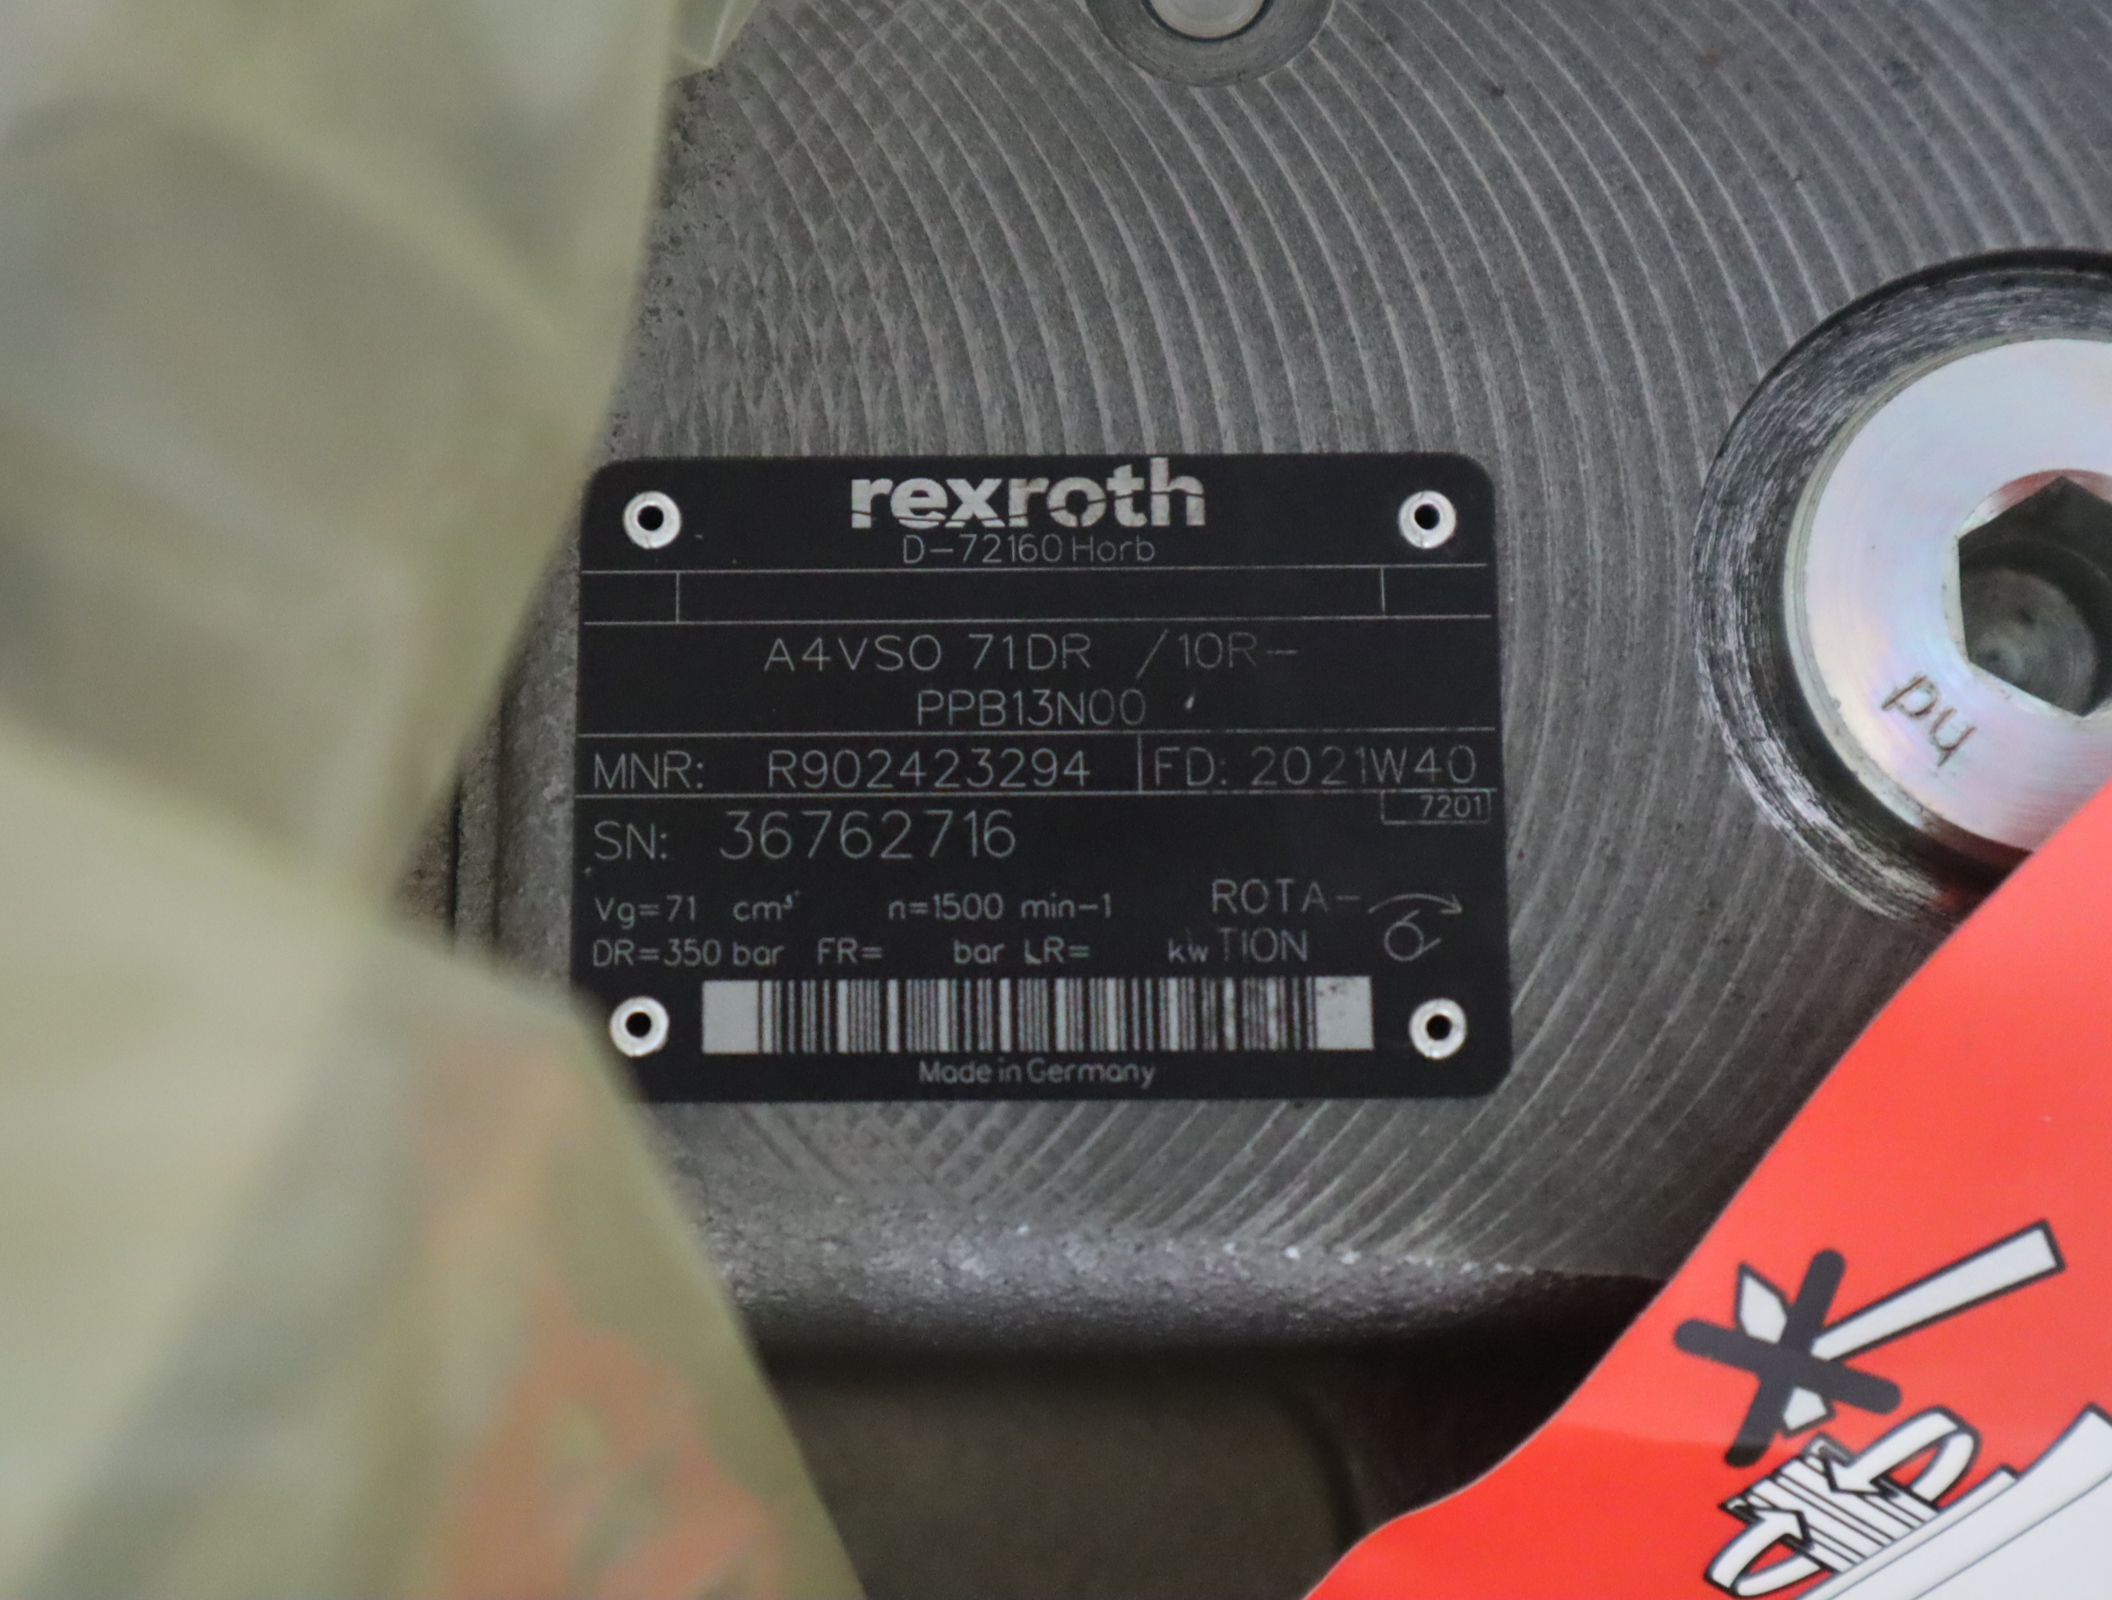 rexroth
D-72160 Horb
A4VSO 71DR /10R-
PPB13N00
MNR: R902423294 FD: 2021W40
7201
SN: 36762716
Vg=71 cm³ n=1500 min-1 ROTA-
DR=350 bar FR= bar LR= kw TION
Made in Germany
hd